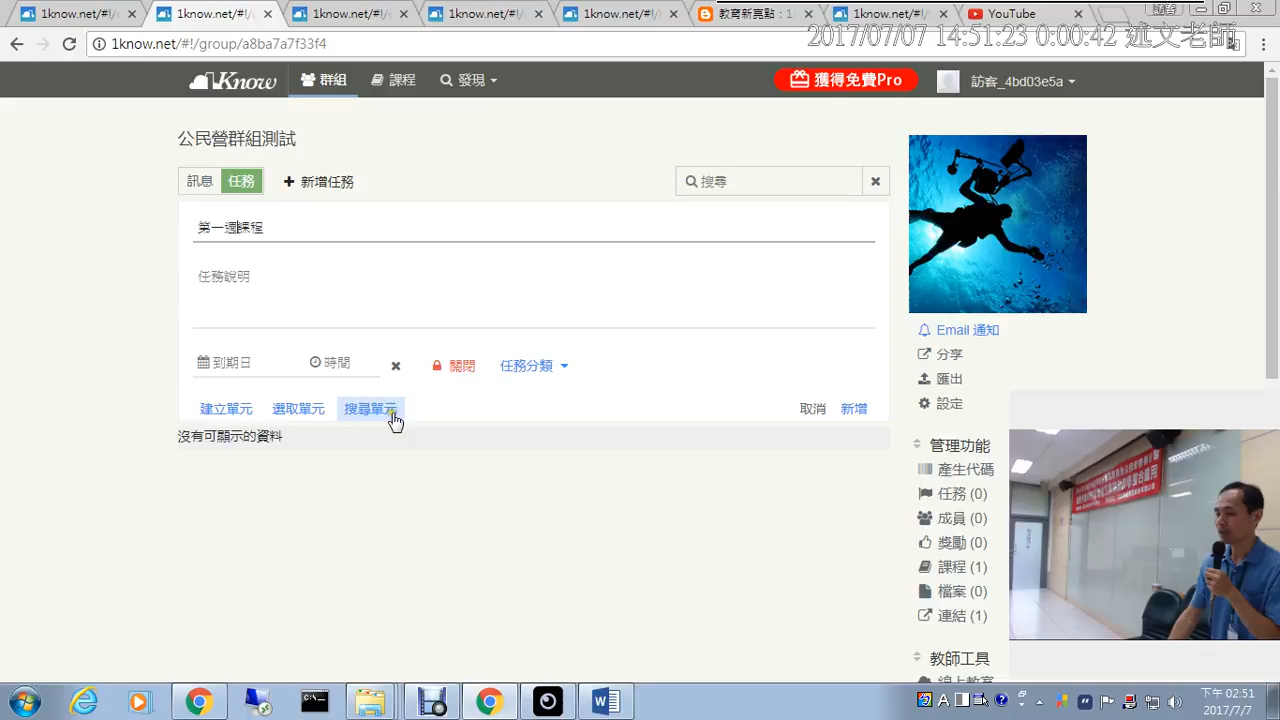 1know.net/#!/
1know.net/#!/
1know.net/#!/
1know.net/#!/
1know.net/#!/
教育新亮點：1
1know.net/#!/
YouTube
訪客
1know.net/#!/group/a8ba7a7f33f4
2017/07/07 14:51:23 0:00:42 述文老師
1Know
群組
課程
發現
獲得免費Pro
訪客_4bd03e5a
公民營群組測試
訊息
任務
新增任務
搜尋
第一週課程
任務說明
到期日
時間
關閉
任務分類
建立單元
選取單元
搜尋單元
取消
新增
沒有可顯示的資料
Email 通知
分享
匯出
設定
管理功能
產生代碼
任務 (0)
成員 (0)
獎勵 (0)
課程 (1)
檔案 (0)
連結 (1)
教師工具
線上教室
下午 02:51
2017/7/7